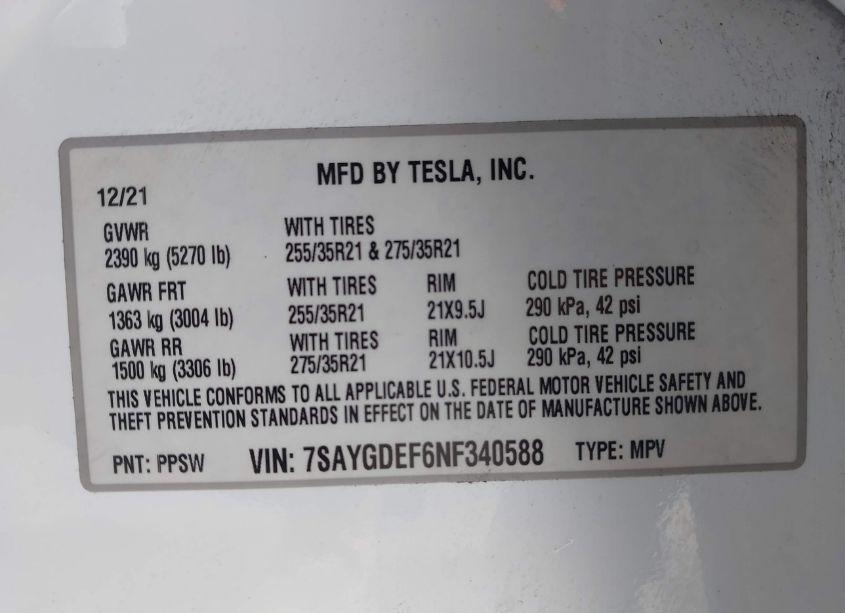 MFD BY TESLA, INC.
12/21
GVWR WITH TIRES
2390 kg (5270 lb) 255/35R21 & 275/35R21
GAWR FRT WITH TIRES RIM COLD TIRE PRESSURE
1363 kg (3004 lb) 255/35R21 21X9.5J 290 kPa, 42 psi
GAWR RR WITH TIRES RIM COLD TIRE PRESSURE
1500 kg (3306 lb) 275/35R21 21X10.5J 290 kPa, 42 psi
THIS VEHICLE CONFORMS TO ALL APPLICABLE U.S. FEDERAL MOTOR VEHICLE SAFETY AND
THEFT PREVENTION STANDARDS IN EFFECT ON THE DATE OF MANUFACTURE SHOWN ABOVE.
PNT: PPSW VIN: 7SAYGDEF6NF340588 TYPE: MPV